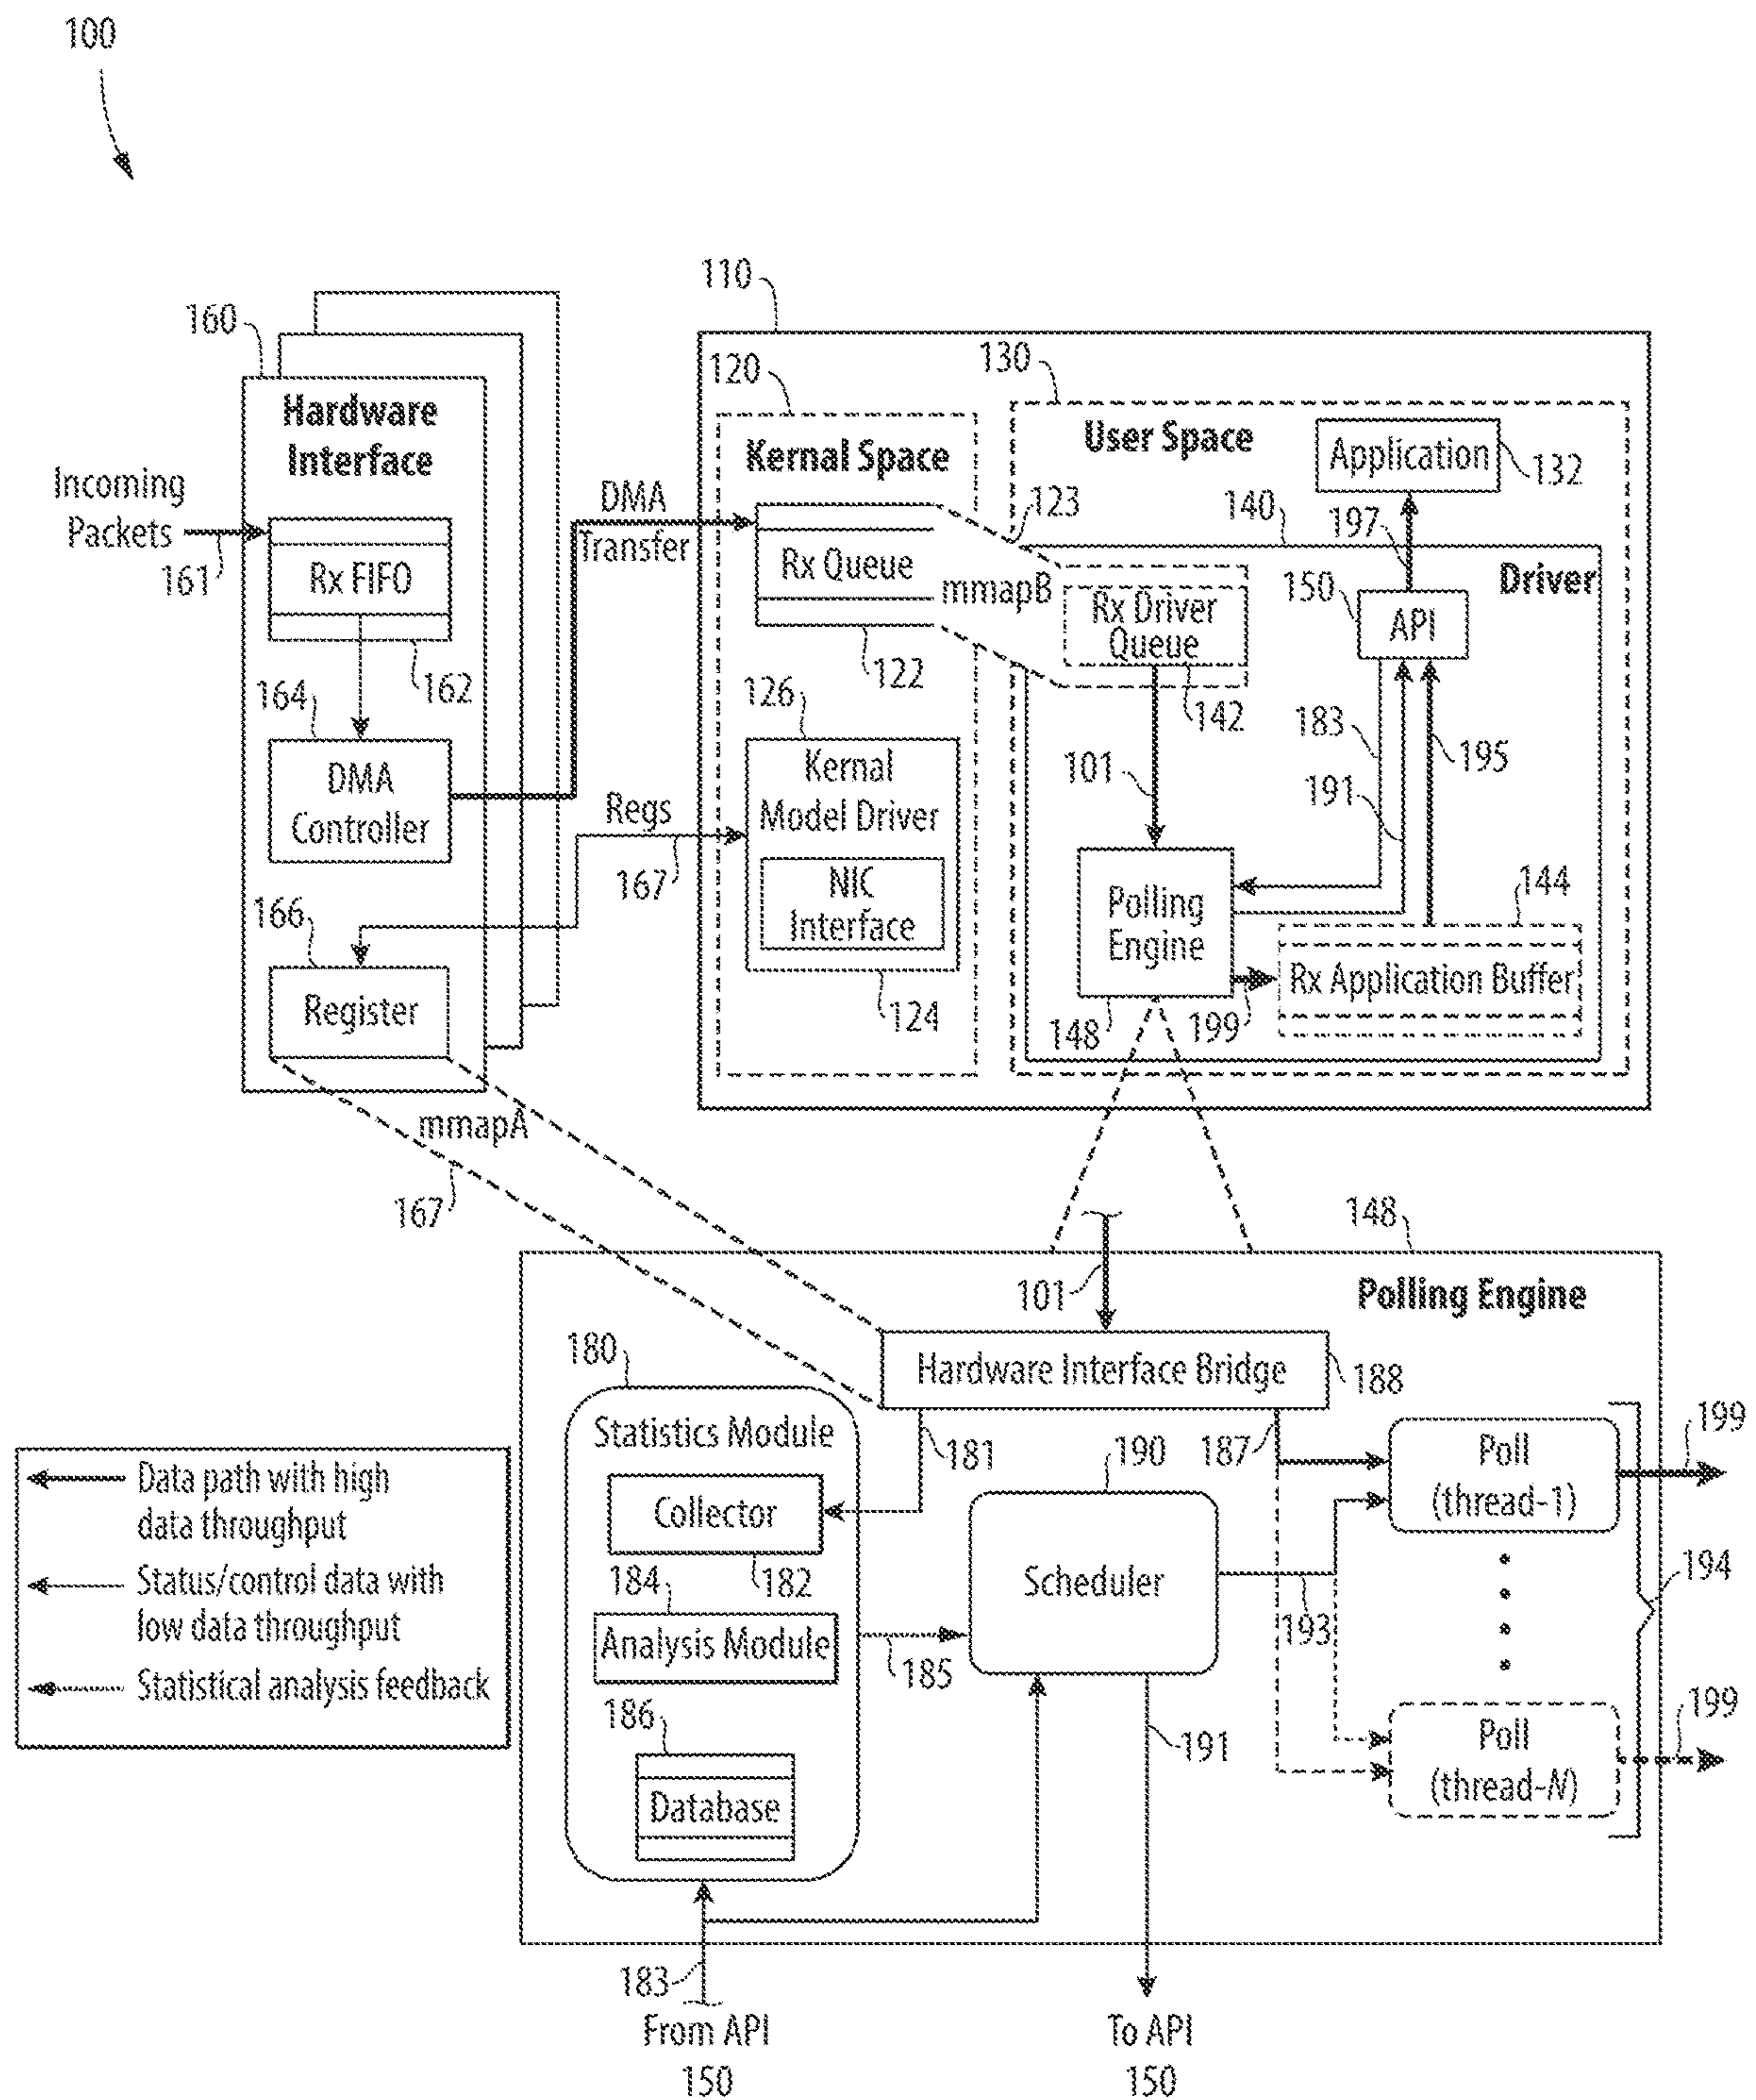 100
110
160
120
130
Hardware
Interface
Kernal Space
User Space
Application
132
Incoming
Packets
161
Rx FIFO
162
DMA
Transfer
Rx Queue
122
123
mmapB
140
197
Driver
Rx Driver
Queue
142
150
API
164
DMA
Controller
126
Kernal
Model Driver
NIC
Interface
124
Regs
167
101
183
191
195
166
Register
Polling
Engine
148
199
144
Rx Application Buffer
mmapA
167
148
101
Polling Engine
180
Hardware Interface Bridge
188
Statistics Module
181
190
187
199
Collector
182
Poll
(thread-1)
184
Scheduler
194
Analysis Module
185
193
186
Database
191
Poll
(thread-N)
199
Data path with high
data throughput
Status/control data with
low data throughput
Statistical analysis feedback
183
From API
150
To API
150